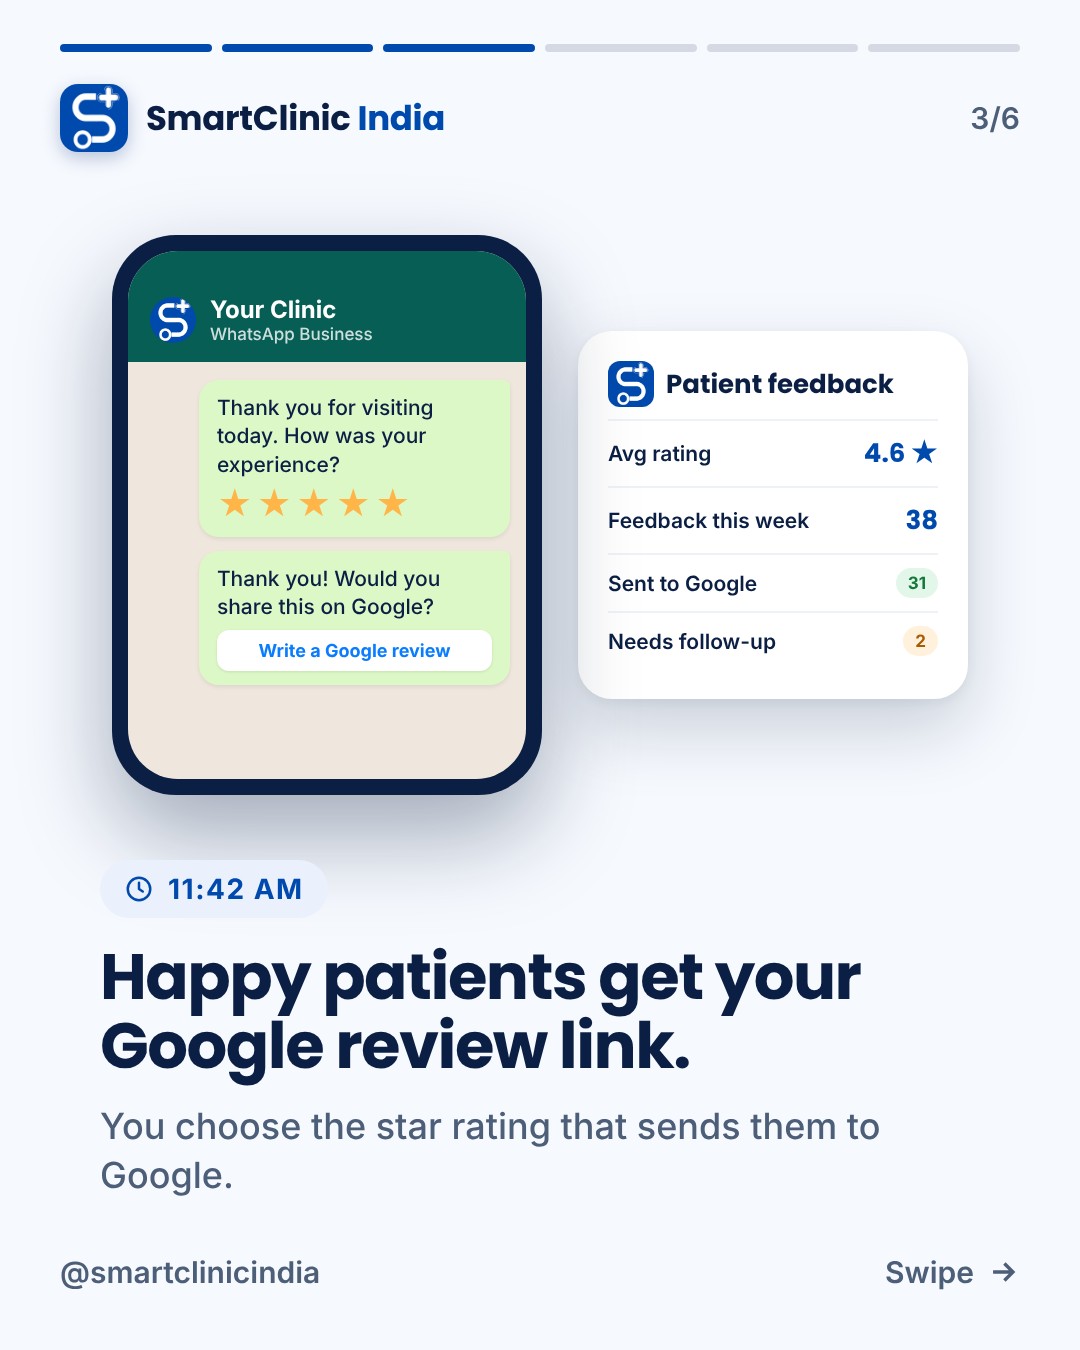 SmartClinic India
3/6
Your Clinic
WhatsApp Business
Thank you for visiting
today. How was your
experience?
★ ★ ★ ★ ★
Thank you! Would you
share this on Google?
Write a Google review
Patient feedback
Avg rating 4.6 ★
Feedback this week 38
Sent to Google 31
Needs follow-up 2
11:42 AM
Happy patients get your
Google review link.
You choose the star rating that sends them to
Google.
@smartclinicindia
Swipe →